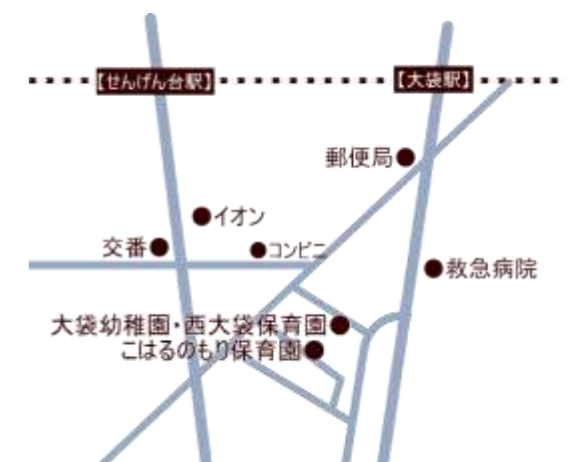 【せんげん台駅】
【大袋駅】
郵便局
イオン
交番
コンビニ
救急病院
大袋幼稚園・西大袋保育園
こはるのもり保育園